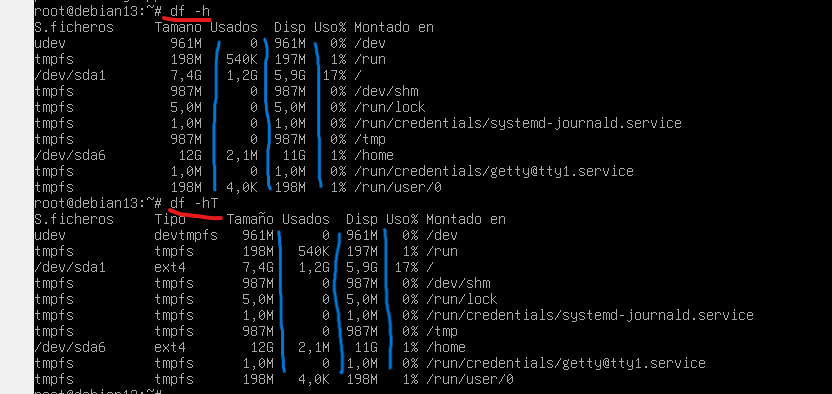 root@debian13:~# df -h
S.ficheros     Tamaño Usados  Disp Uso% Montado en
udev             961M      0  961M   0% /dev
tmpfs            198M   540K  197M   1% /run
/dev/sda1        7,4G   1,2G  5,9G  17% /
tmpfs            987M      0  987M   0% /dev/shm
tmpfs            5,0M      0  5,0M   0% /run/lock
tmpfs            1,0M      0  1,0M   0% /run/credentials/systemd-journald.service
tmpfs            987M      0  987M   0% /tmp
/dev/sda6         12G   2,1M   11G   1% /home
tmpfs            1,0M      0  1,0M   0% /run/credentials/getty@tty1.service
tmpfs            198M   4,0K  198M   1% /run/user/0
root@debian13:~# df -hT
S.ficheros     Tipo     Tamaño Usados  Disp Uso% Montado en
udev           devtmpfs   961M      0  961M   0% /dev
tmpfs          tmpfs      198M   540K  197M   1% /run
/dev/sda1      ext4       7,4G   1,2G  5,9G  17% /
tmpfs          tmpfs      987M      0  987M   0% /dev/shm
tmpfs          tmpfs      5,0M      0  5,0M   0% /run/lock
tmpfs          tmpfs      1,0M      0  1,0M   0% /run/credentials/systemd-journald.service
tmpfs          tmpfs      987M      0  987M   0% /tmp
/dev/sda6      ext4        12G   2,1M   11G   1% /home
tmpfs          tmpfs      1,0M      0  1,0M   0% /run/credentials/getty@tty1.service
tmpfs          tmpfs      198M   4,0K  198M   1% /run/user/0
root@debian13:~#